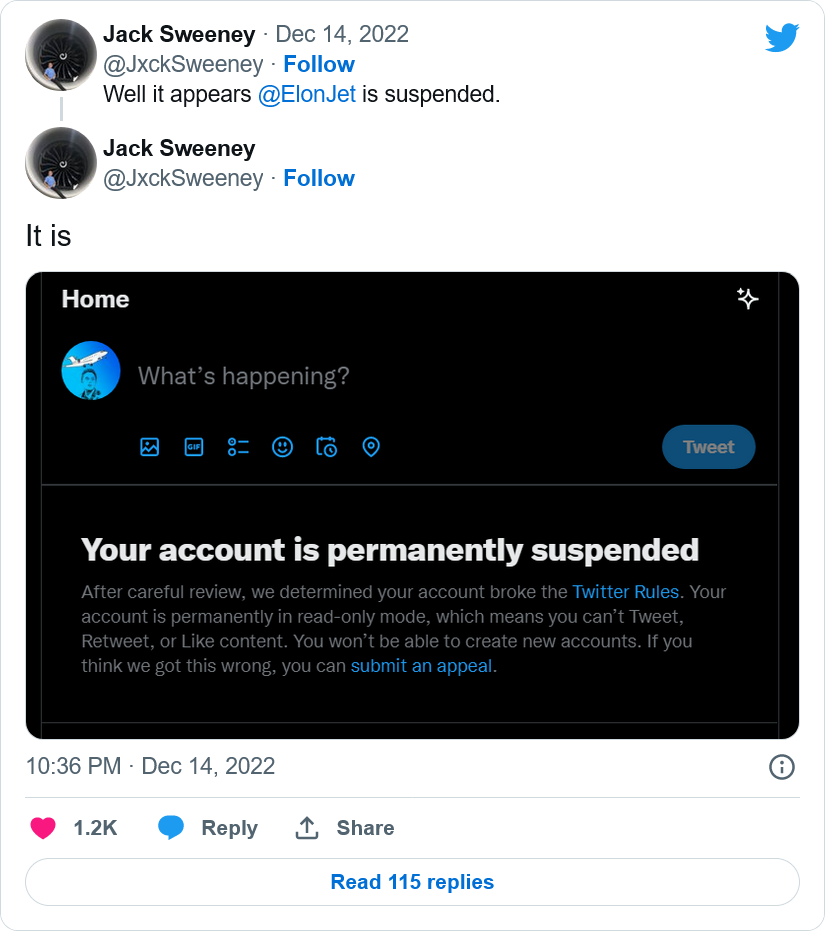 Jack Sweeney · Dec 14, 2022
@JxckSweeney · Follow
Well it appears @ElonJet is suspended.
Jack Sweeney
@JxckSweeney · Follow
It is
Home
What’s happening?
GIF
Tweet
Your account is permanently suspended
After careful review, we determined your account broke the Twitter Rules. Your
account is permanently in read-only mode, which means you can’t Tweet,
Retweet, or Like content. You won’t be able to create new accounts. If you
think we got this wrong, you can submit an appeal.
10:36 PM · Dec 14, 2022
1.2K Reply Share
Read 115 replies